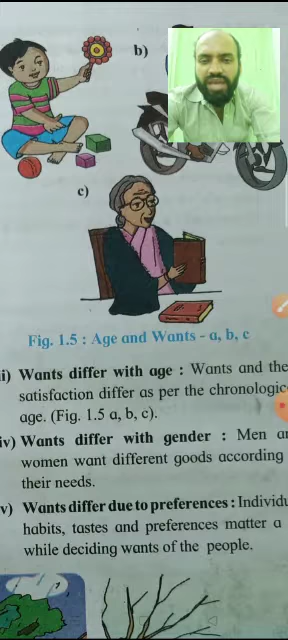 b)
c)
Fig. 1.5 : Age and Wants - a, b, c
ii) Wants differ with age : Wants and the
satisfaction differ as per the chronologic
age. (Fig. 1.5 a, b, c).
iv) Wants differ with gender : Men
women want different goods according
their needs.
v) Wants differ due to preferences : Individu
habits, tastes and preferences matter a
while deciding wants of the people.